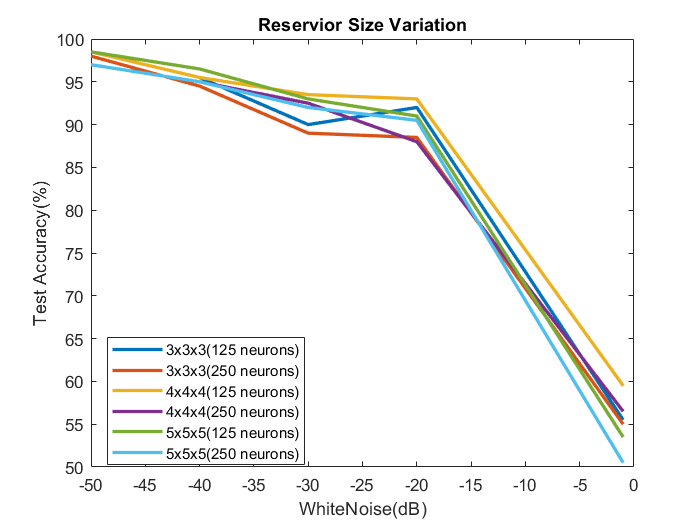 Reservior Size Variation
100
95
90
85
80
75
70
65
60
55
50
Test Accuracy(%)
3x3x3(125 neurons)
3x3x3(250 neurons)
4x4x4(125 neurons)
4x4x4(250 neurons)
5x5x5(125 neurons)
5x5x5(250 neurons)
-50 -45 -40 -35 -30 -25 -20 -15 -10 -5 0
WhiteNoise(dB)